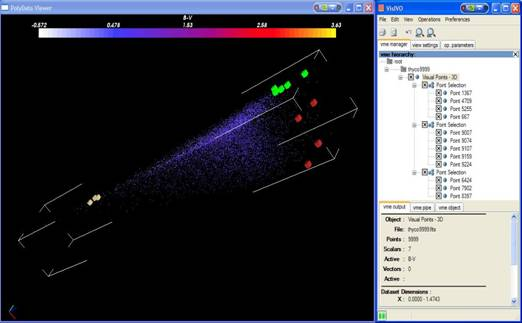 PolyData Viewer
B-V
-0.572 0.478 1.53 2.58 3.63
VisIVO
File Edit View Operations Preferences
vme manager view settings op. parameters
vme hierarchy:
root
thyco9999
Visual Points - 3D
Point Selection
Point 1367
Point 4709
Point 5255
Point 667
Point Selection
Point 9007
Point 9074
Point 9107
Point 9159
Point 9224
Point Selection
Point 6424
Point 7902
Point 8397
vme output vme pipe vme object
Object : Visual Points - 3D
File: thyco9999.fits
Points : 9999
Scalars : 7
Active : B-V
Vectors : 0
Active :
Dataset Dimensions :
X : 0.0000 - 1.4743